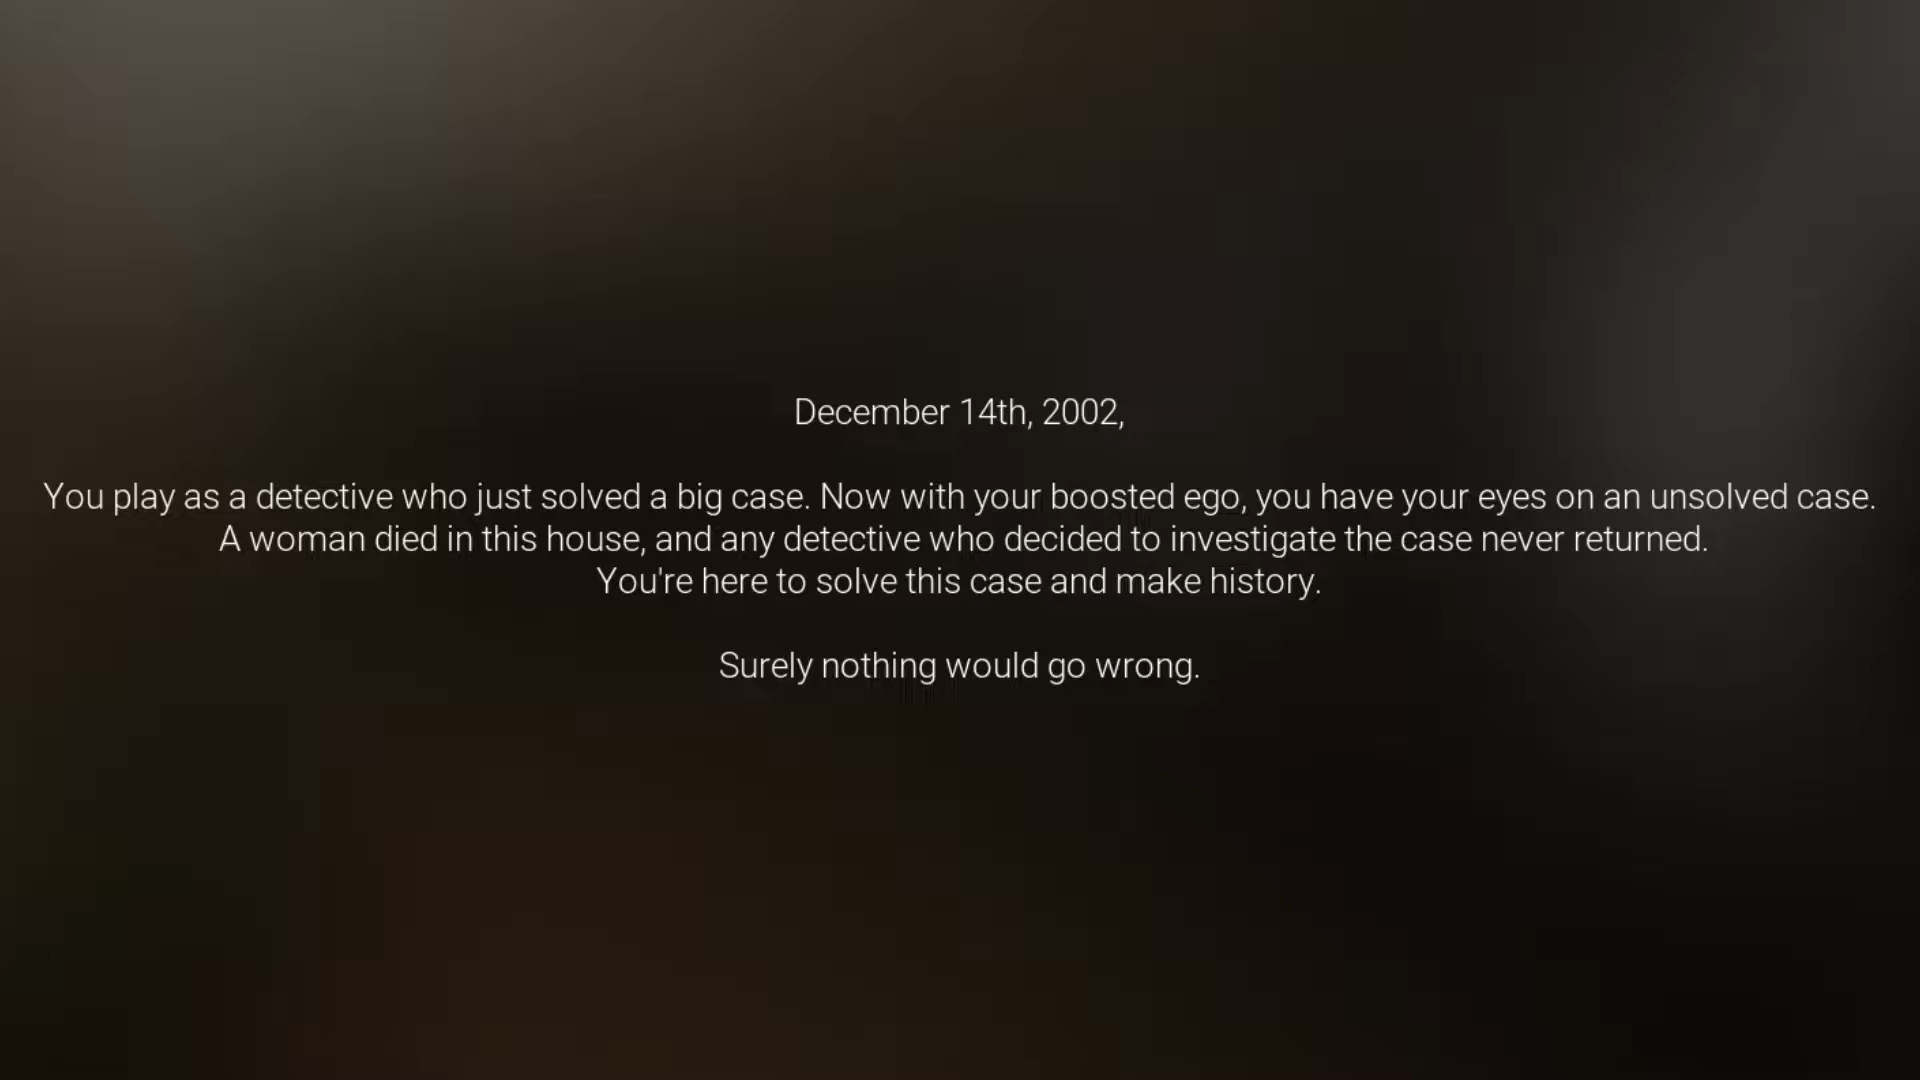 December 14th, 2002,
You play as a detective who just solved a big case. Now with your boosted ego, you have your eyes on an unsolved case.
A woman died in this house, and any detective who decided to investigate the case never returned.
You're here to solve this case and make history.
Surely nothing would go wrong.